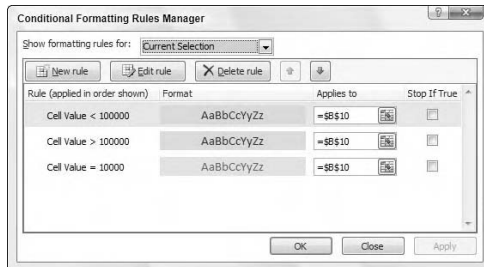 Conditional Formatting Rules Manager
Show formatting rules for: Current Selection
New rule Edit rule Delete rule
Rule (applied in order shown) Format Applies to Stop If True
Cell Value < 100000 AaBbCcYyZz =$B$10
Cell Value > 100000 AaBbCcYyZz =$B$10
Cell Value = 10000 AaBbCcYyZz =$B$10
OK Close Apply